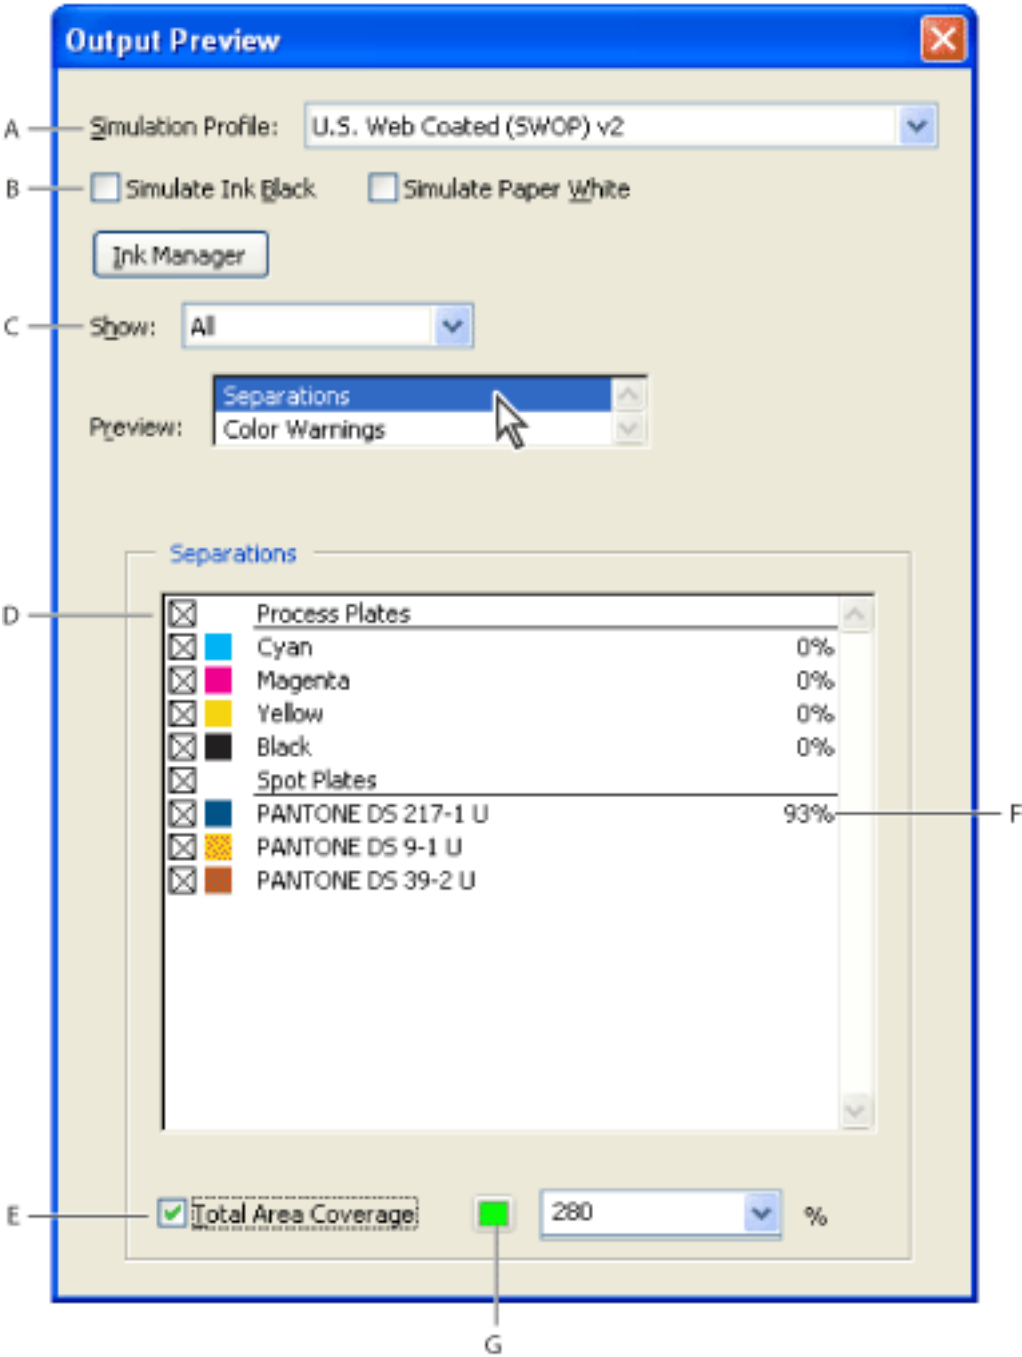 Output Preview
A Simulation Profile: U.S. Web Coated (SWOP) v2
B Simulate Ink Black Simulate Paper White
Ink Manager
C Show: All
Preview: Separations
Color Warnings
Separations
D Process Plates
Cyan 0%
Magenta 0%
Yellow 0%
Black 0%
Spot Plates
PANTONE DS 217-1 U 93% F
PANTONE DS 9-1 U
PANTONE DS 39-2 U
E Total Area Coverage 280 %
G